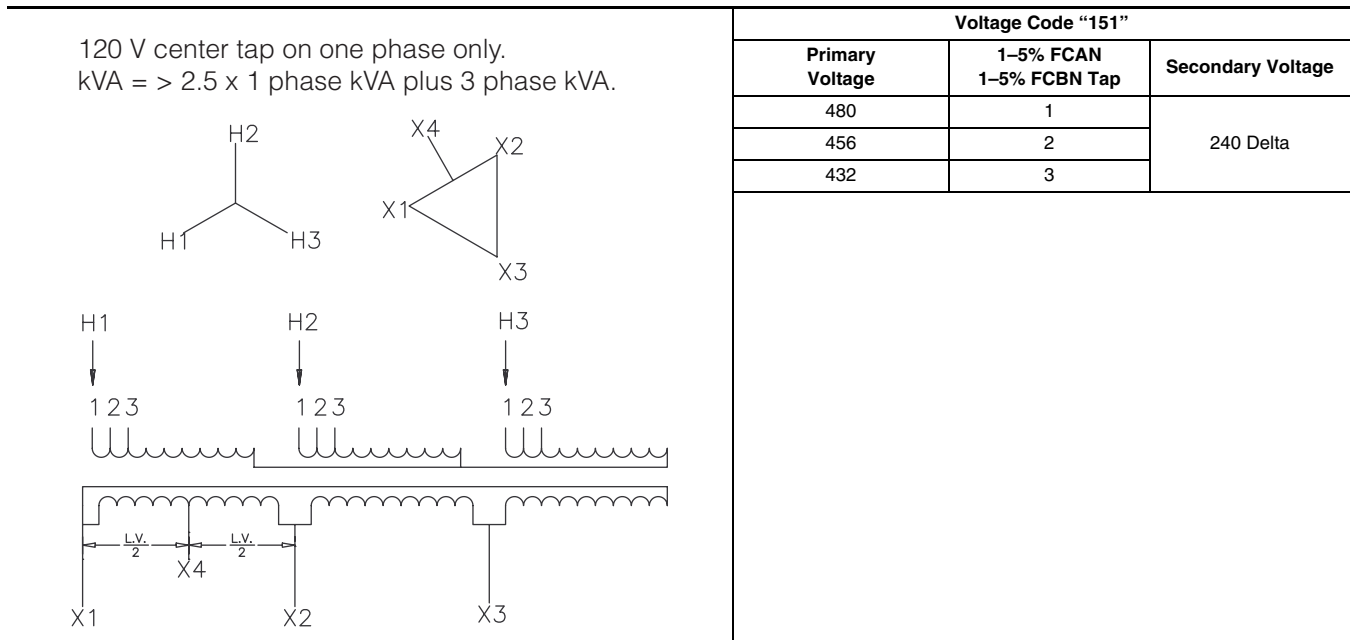 120 V center tap on one phase only.
kVA = > 2.5 x 1 phase kVA plus 3 phase kVA.
H2
H1
H3
X4
X2
X1
X3
H1 H2 H3
1 2 3 1 2 3 1 2 3
L.V.
2
L.V.
2
X4
X1 X2 X3
Voltage Code “151”
Primary Voltage 1–5% FCAN 1–5% FCBN Tap Secondary Voltage
480 1
456 2 240 Delta
432 3